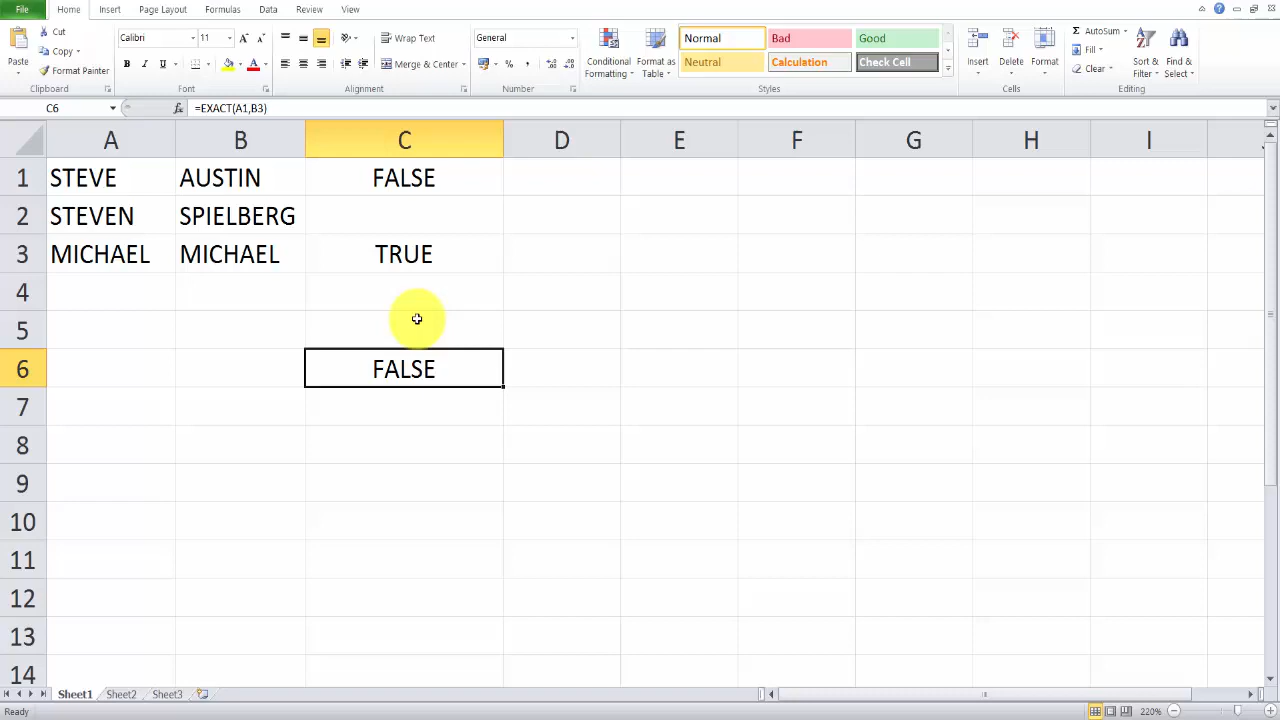 File Home Insert Page Layout Formulas Data Review View
Paste Cut Copy Format Painter Clipboard
Calibri 11 A A B I U A Font
Wrap Text Merge & Center Alignment
General % , Number
Conditional Formatting Format as Table
Normal Bad Good
Neutral Calculation Check Cell
Styles
Insert Delete Format Cells
Σ AutoSum Fill Clear Sort & Filter Find & Select Editing
C6 fx =EXACT(A1,B3)
A B C D E F G H I
1 STEVE AUSTIN FALSE
2 STEVEN SPIELBERG
3 MICHAEL MICHAEL TRUE
4
5
6 FALSE
7
8
9
10
11
12
13
14
Sheet1 Sheet2 Sheet3
Ready 220%